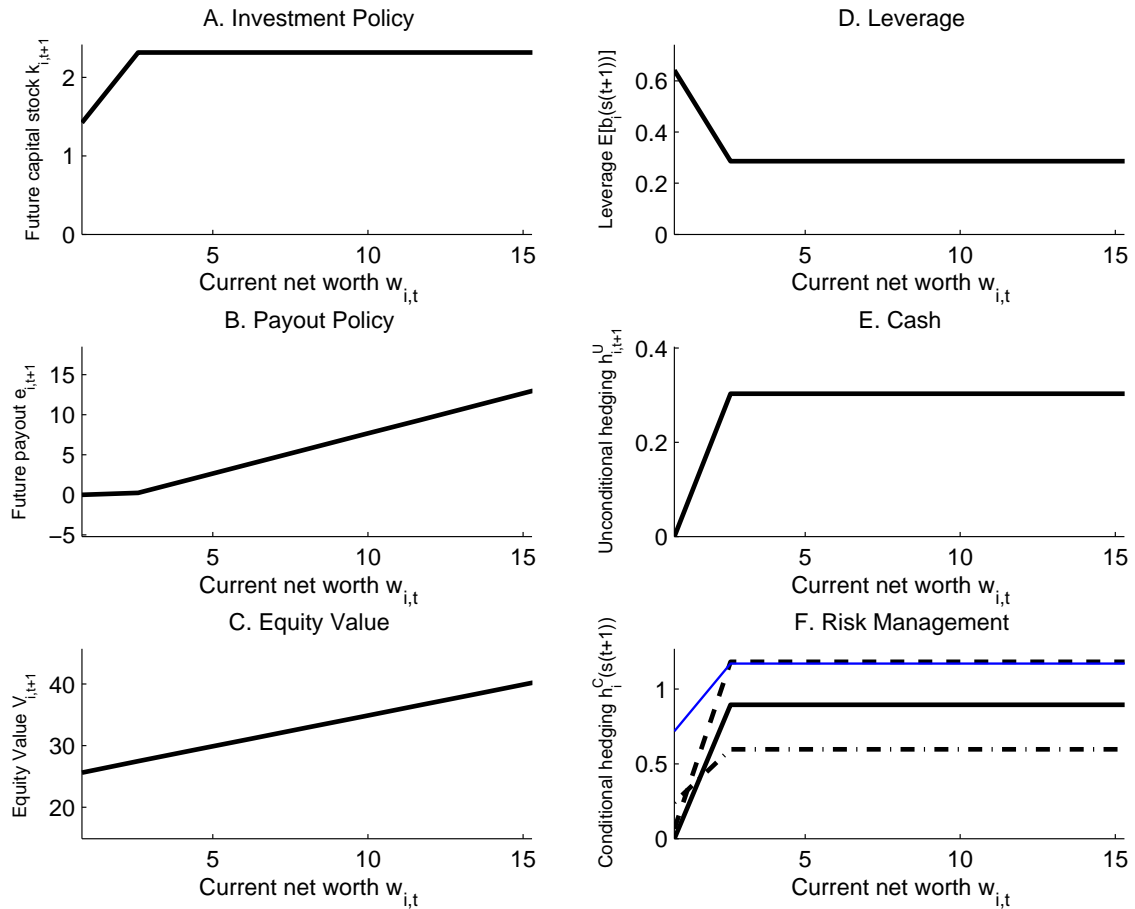 A. Investment Policy
Future capital stock k_{i,t+1}
2
1
0
5 10 15
Current net worth w_{i,t}
B. Payout Policy
Future payout e_{i,t+1}
15
10
5
0
−5
5 10 15
Current net worth w_{i,t}
C. Equity Value
Equity Value V_{i,t+1}
40
30
20
5 10 15
Current net worth w_{i,t}
D. Leverage
Leverage E[b_i(s(t+1))]
0.6
0.4
0.2
0
5 10 15
Current net worth w_{i,t}
E. Cash
Unconditional hedging h^U_{i,t+1}
0.4
0.2
0
5 10 15
Current net worth w_{i,t}
F. Risk Management
Conditional hedging h_i^C(s(t+1))
1
0.5
0
5 10 15
Current net worth w_{i,t}